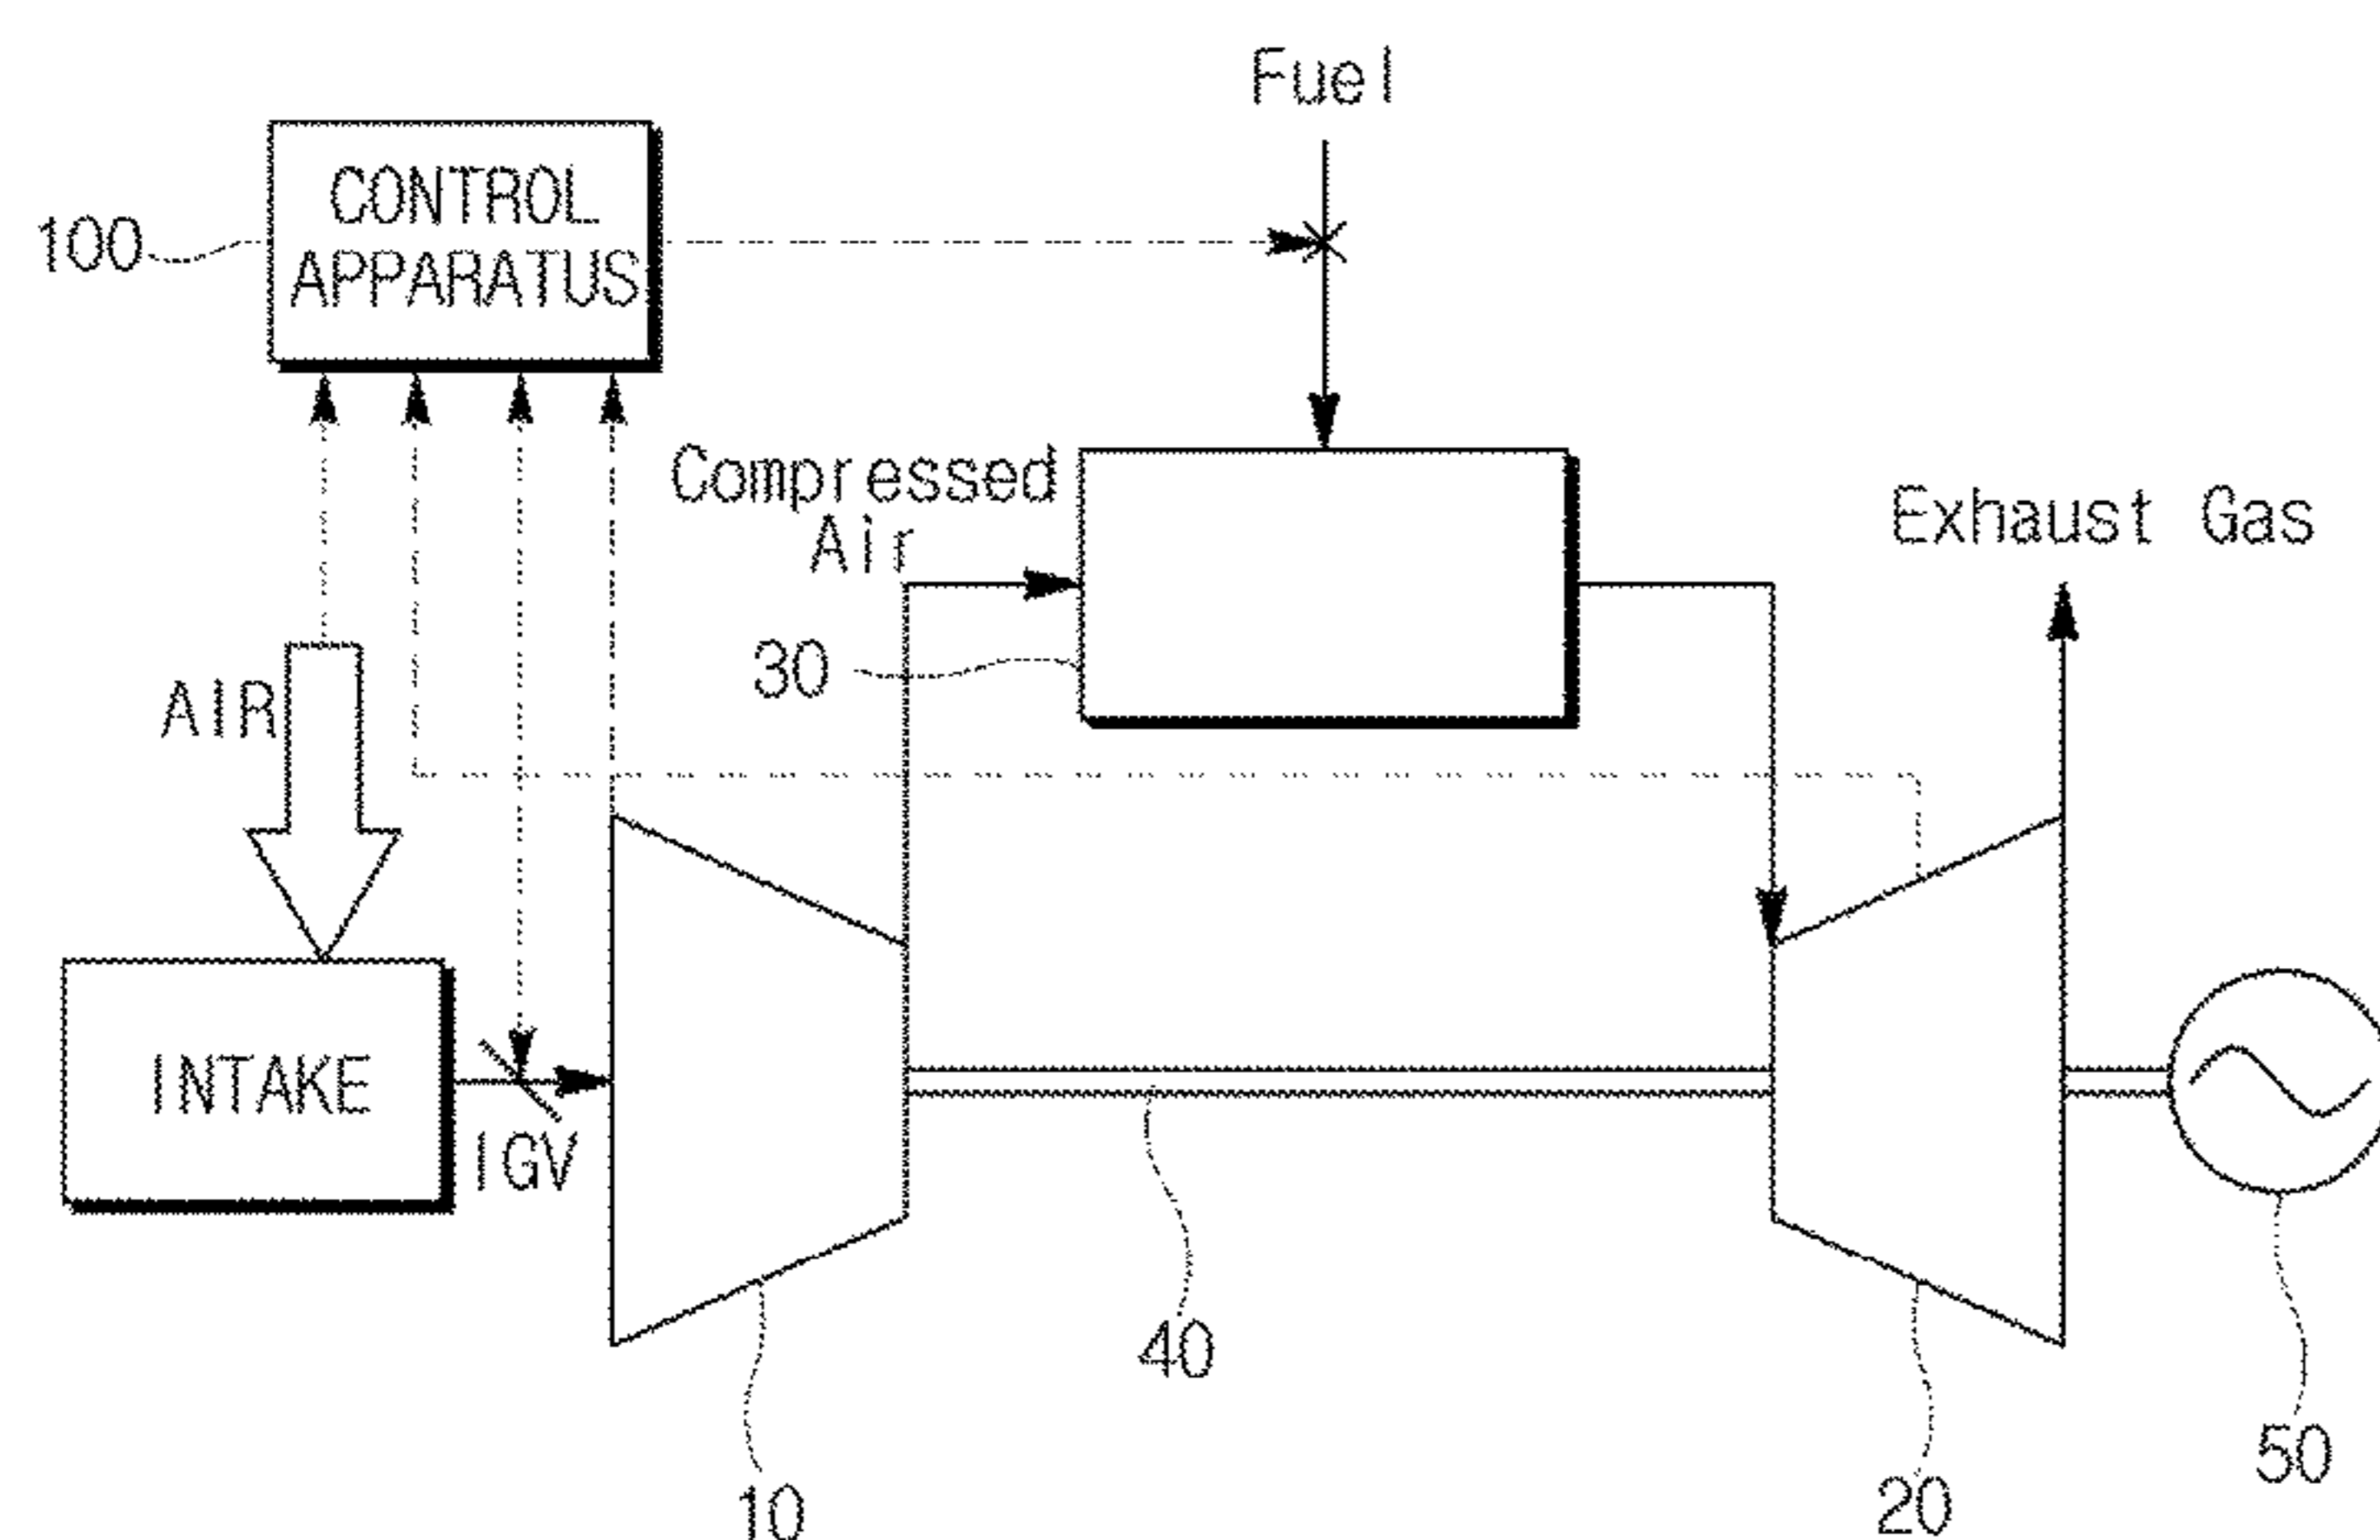 Fuel
CONTROL
APPARATUS
100
Compressed
Air
Exhaust Gas
30
AIR
INTAKE
IGV
40
10
20
50